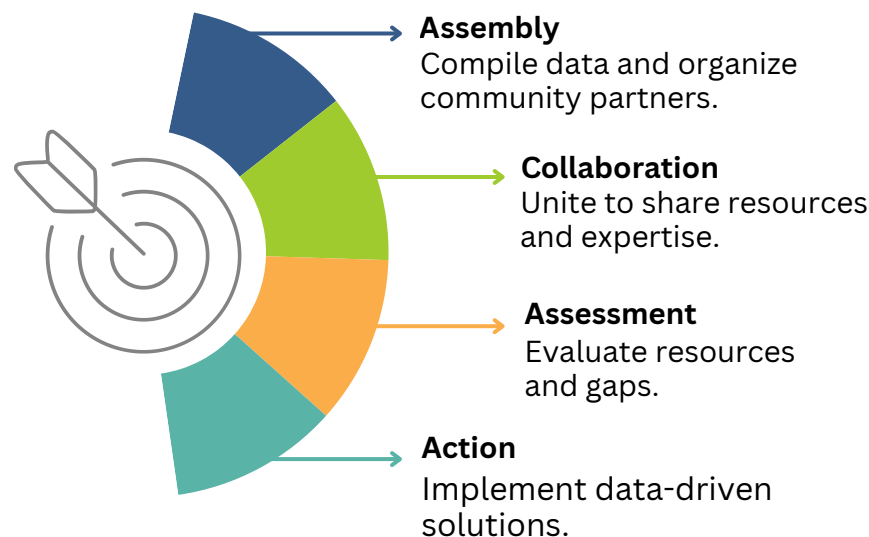 Assembly
Compile data and organize
community partners.
Collaboration
Unite to share resources
and expertise.
Assessment
Evaluate resources
and gaps.
Action
Implement data-driven
solutions.